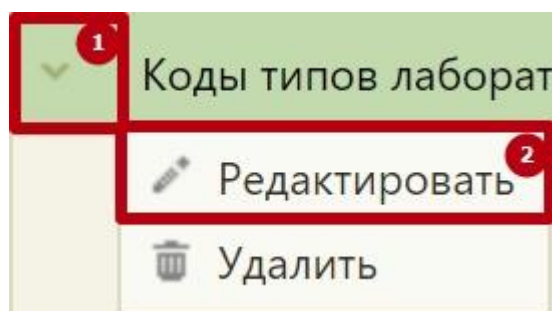 1
Коды типов лаборат
2
Редактировать
Удалить